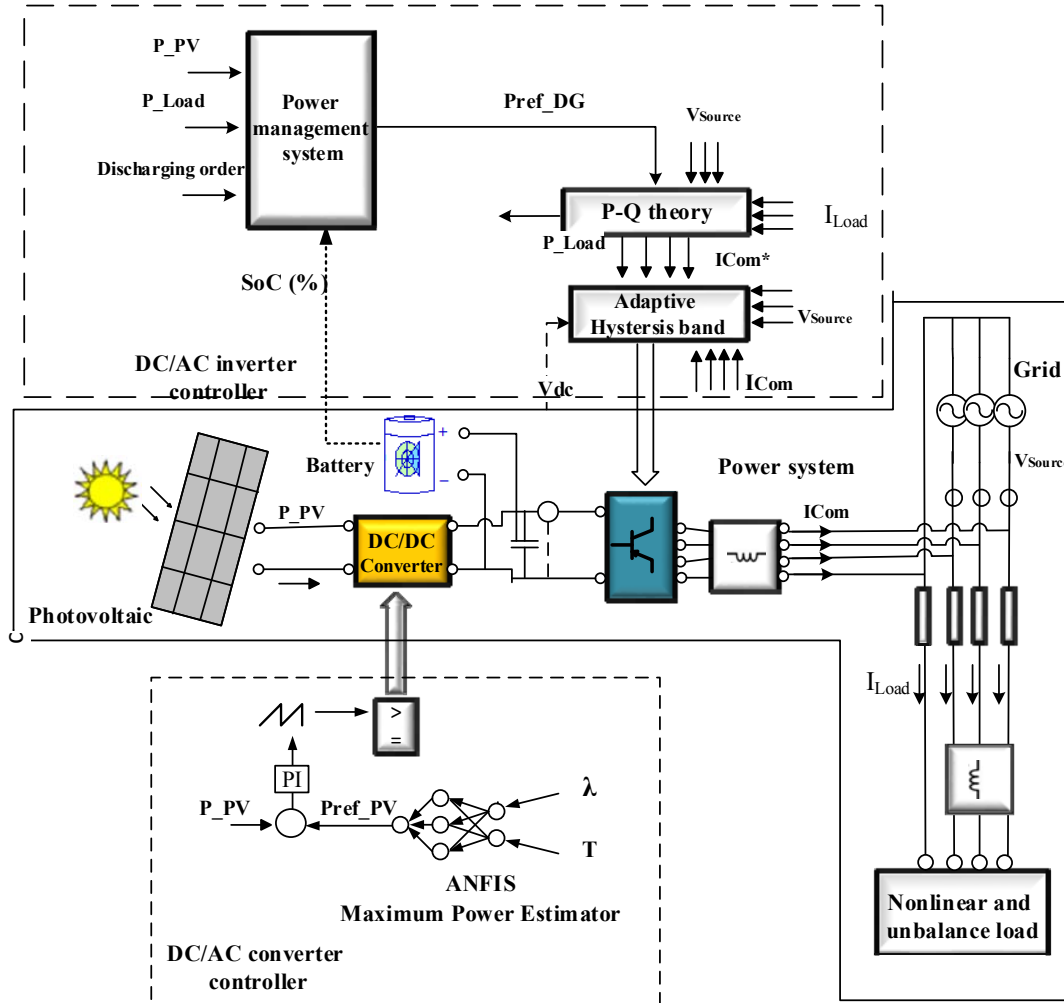 P_PV
P_Load
Discharging order
Power
management
system
Pref_DG
VSource
P-Q theory
ILoad
P_Load
ICom*
SoC (%)
Adaptive
Hystersis band
VSource
DC/AC inverter
controller
Vdc
ICom
Grid
+
Battery
−
Power system
VSource
P_PV
ICom
DC/DC
Converter
Photovoltaic
C
ILoad
>
=
PI
P_PV
Pref_PV
λ
T
ANFIS
Maximum Power Estimator
Nonlinear and
unbalance load
DC/AC converter
controller